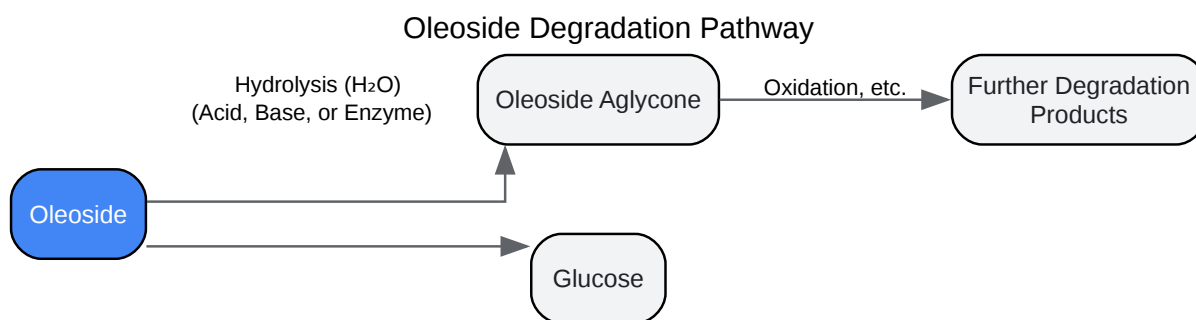 Oleoside Degradation Pathway
Hydrolysis (H₂O)
(Acid, Base, or Enzyme)
Oleoside Aglycone
Oxidation, etc.
Further Degradation
Products
Oleoside
Glucose